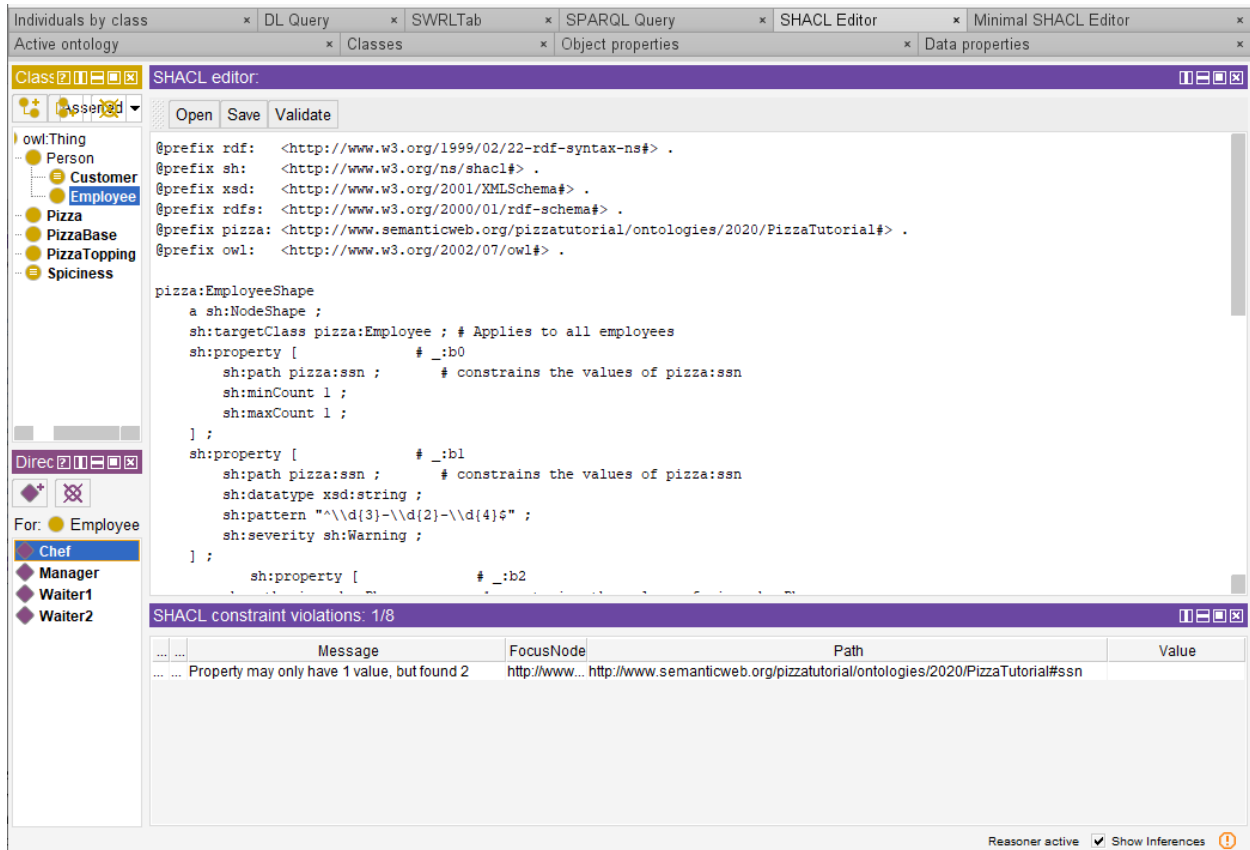 Individuals by class × DL Query × SWRLTab × SPARQL Query × SHACL Editor × Minimal SHACL Editor ×
Active ontology × Classes × Object properties × Data properties ×
Class
SHACL editor:
Asserted
Open Save Validate
owl:Thing
Person
Customer
Employee
Pizza
PizzaBase
PizzaTopping
Spiciness
@prefix rdf: <http://www.w3.org/1999/02/22-rdf-syntax-ns#> .
@prefix sh: <http://www.w3.org/ns/shacl#> .
@prefix xsd: <http://www.w3.org/2001/XMLSchema#> .
@prefix rdfs: <http://www.w3.org/2000/01/rdf-schema#> .
@prefix pizza: <http://www.semanticweb.org/pizzatutorial/ontologies/2020/PizzaTutorial#> .
@prefix owl: <http://www.w3.org/2002/07/owl#> .
pizza:EmployeeShape
a sh:NodeShape ;
sh:targetClass pizza:Employee ; # Applies to all employees
sh:property [ # _:b0
sh:path pizza:ssn ; # constrains the values of pizza:ssn
sh:minCount 1 ;
sh:maxCount 1 ;
] ;
sh:property [ # _:b1
sh:path pizza:ssn ; # constrains the values of pizza:ssn
sh:datatype xsd:string ;
sh:pattern "^\\d{3}-\\d{2}-\\d{4}$" ;
sh:severity sh:Warning ;
] ;
sh:property [ # _:b2
Direc
For: Employee
Chef
Manager
Waiter1
Waiter2
SHACL constraint violations: 1/8
... ... Message FocusNode Path Value
... ... Property may only have 1 value, but found 2 http://www... http://www.semanticweb.org/pizzatutorial/ontologies/2020/PizzaTutorial#ssn
Reasoner active Show Inferences